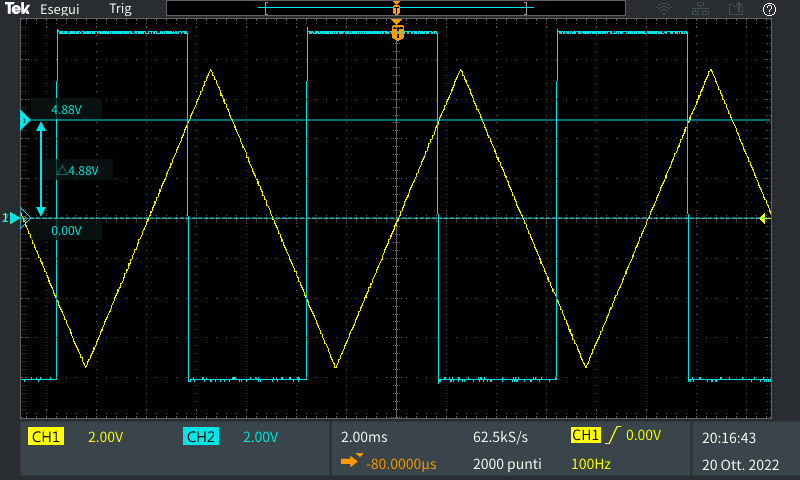 Tek Esegui Trig
4.88V
△4.88V
0.00V
CH1 2.00V CH2 2.00V 2.00ms 62.5kS/s CH1 0.00V 20:16:43
-80.0000µs 2000 punti 100Hz 20 Ott. 2022